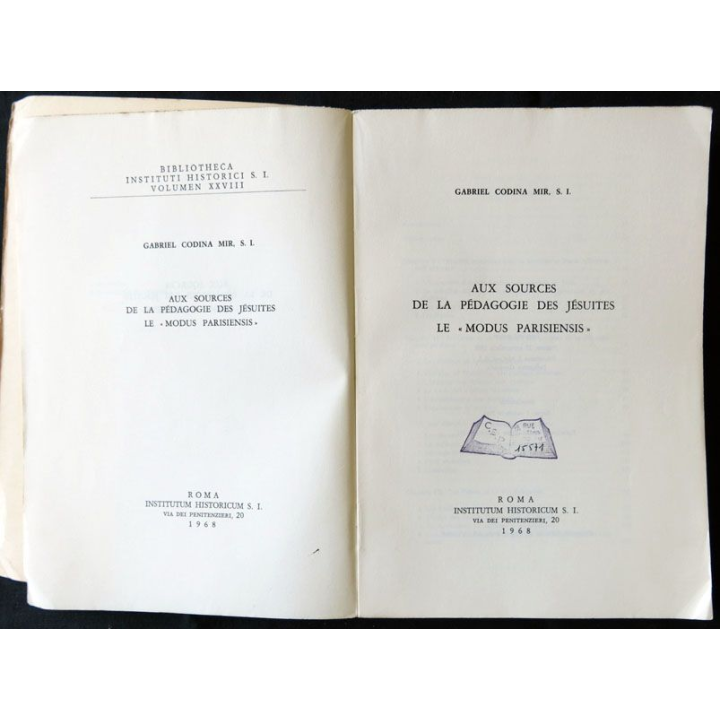 BIBLIOTHECA
INSTITUTI HISTORICI S. I.
VOLUMEN XXVIII
GABRIEL CODINA MIR, S. I.
AUX SOURCES
DE LA PÉDAGOGIE DES JÉSUITES
LE « MODUS PARISIENSIS »
ROMA
INSTITUTUM HISTORICUM S. I.
VIA DEI PENITENZIERI, 20
1968
GABRIEL CODINA MIR, S. I.
AUX SOURCES
DE LA PÉDAGOGIE DES JÉSUITES
LE « MODUS PARISIENSIS »
15571
ROMA
INSTITUTUM HISTORICUM S. I.
VIA DEI PENITENZIERI, 20
1968